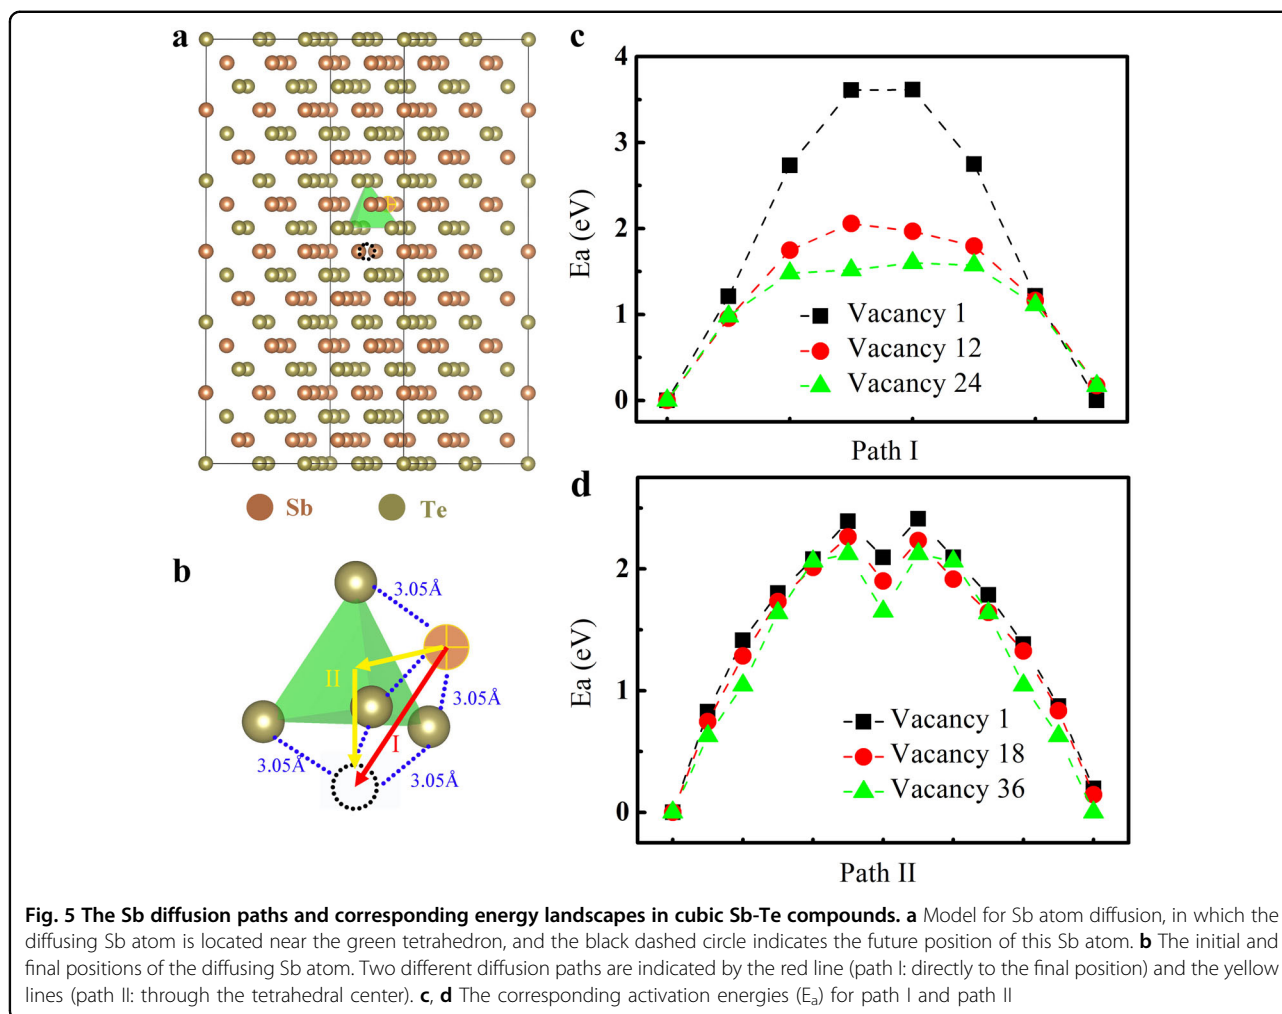 a
Sb
Te
b
3.05Å
II
3.05Å
I
3.05Å
3.05Å
c
4
3
2
1
0
Ea (eV)
Vacancy 1
Vacancy 12
Vacancy 24
Path I
d
2
1
0
Ea (eV)
Vacancy 1
Vacancy 18
Vacancy 36
Path II
Fig. 5 The Sb diffusion paths and corresponding energy landscapes in cubic Sb-Te compounds. a Model for Sb atom diffusion, in which the
diffusing Sb atom is located near the green tetrahedron, and the black dashed circle indicates the future position of this Sb atom. b The initial and
final positions of the diffusing Sb atom. Two different diffusion paths are indicated by the red line (path I: directly to the final position) and the yellow
lines (path II: through the tetrahedral center). c, d The corresponding activation energies (Eₐ) for path I and path II